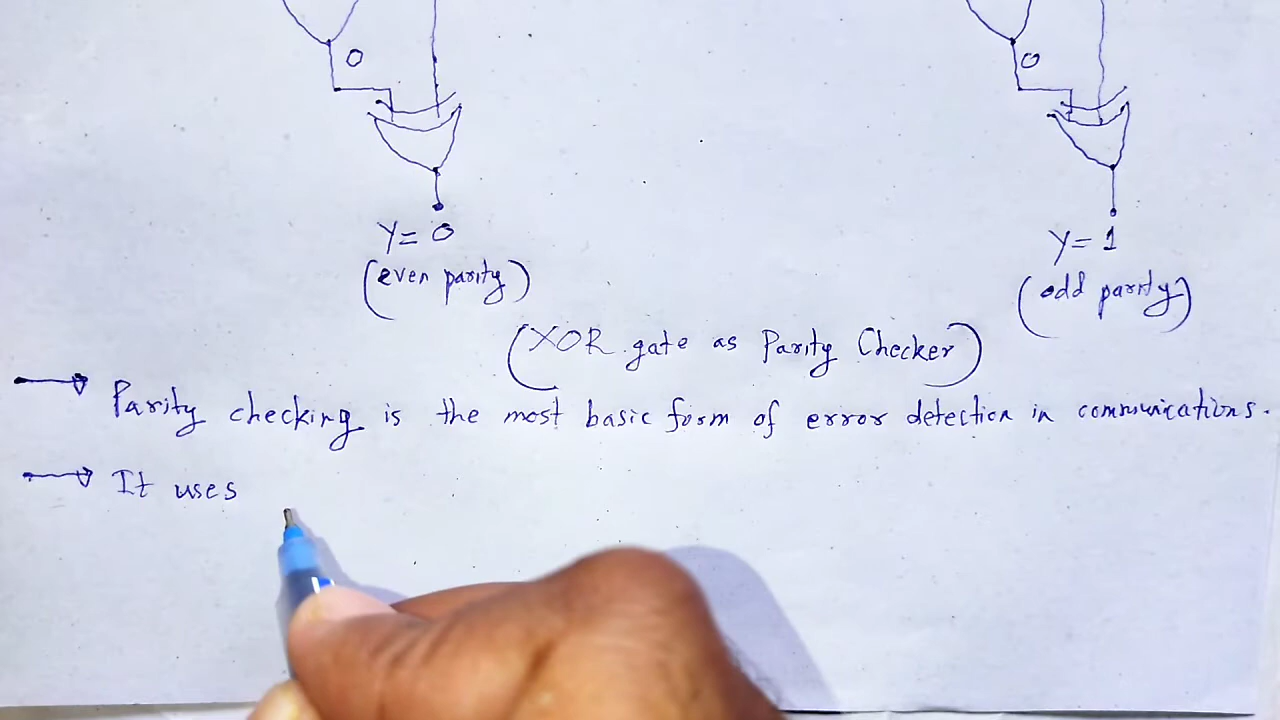 0 0
Y= 0 Y= 1
(even parity) (odd parity)
(XOR gate as Parity Checker)
Parity checking is the most basic form of error detection in communications.
It uses